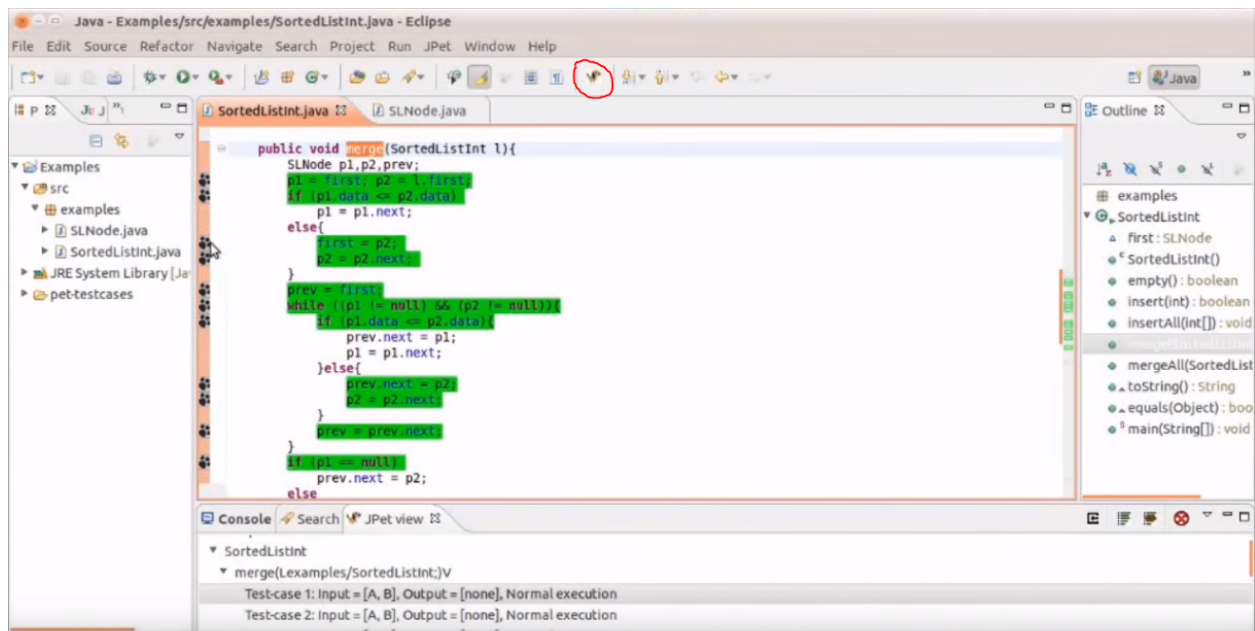 Java - Examples/src/examples/SortedListInt.java - Eclipse
File Edit Source Refactor Navigate Search Project Run JPet Window Help
Java
P
Ju J
SortedListInt.java
SLNode.java
Outline
Examples
src
examples
SLNode.java
SortedListInt.java
JRE System Library [Ja
pet-testcases
public void merge(SortedListInt l){
SLNode p1,p2,prev;
p1 = first; p2 = l.first;
if (p1.data <= p2.data)
p1 = p1.next;
else{
first = p2;
p2 = p2.next;
}
prev = first;
while ((p1 != null) && (p2 != null)){
if (p1.data <= p2.data){
prev.next = p1;
p1 = p1.next;
}else{
prev.next = p2;
p2 = p2.next;
}
prev = prev.next;
}
if (p1 == null)
prev.next = p2;
else
examples
SortedListInt
first : SLNode
SortedListInt()
empty() : boolean
insert(int) : boolean
insertAll(int[]) : void
mergeAll(SortedList
toString() : String
equals(Object) : boo
main(String[]) : void
Console Search JPet view
SortedListInt
merge(Lexamples/SortedListInt;)V
Test-case 1: Input = [A, B], Output = [none], Normal execution
Test-case 2: Input = [A, B], Output = [none], Normal execution